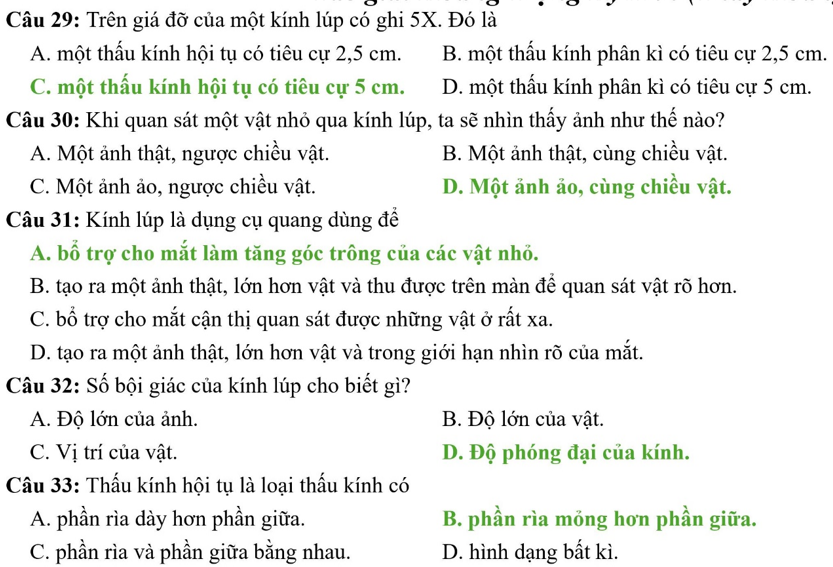 Câu 29: Trên giá đỡ của một kính lúp có ghi 5X. Đó là
A. một thấu kính hội tụ có tiêu cự 2,5 cm. B. một thấu kính phân kì có tiêu cự 2,5 cm.
C. một thấu kính hội tụ có tiêu cự 5 cm. D. một thấu kính phân kì có tiêu cự 5 cm.
Câu 30: Khi quan sát một vật nhỏ qua kính lúp, ta sẽ nhìn thấy ảnh như thế nào?
A. Một ảnh thật, ngược chiều vật. B. Một ảnh thật, cùng chiều vật.
C. Một ảnh ảo, ngược chiều vật. D. Một ảnh ảo, cùng chiều vật.
Câu 31: Kính lúp là dụng cụ quang dùng để
A. bổ trợ cho mắt làm tăng góc trông của các vật nhỏ.
B. tạo ra một ảnh thật, lớn hơn vật và thu được trên màn để quan sát vật rõ hơn.
C. bổ trợ cho mắt cận thị quan sát được những vật ở rất xa.
D. tạo ra một ảnh thật, lớn hơn vật và trong giới hạn nhìn rõ của mắt.
Câu 32: Số bội giác của kính lúp cho biết gì?
A. Độ lớn của ảnh. B. Độ lớn của vật.
C. Vị trí của vật. D. Độ phóng đại của kính.
Câu 33: Thấu kính hội tụ là loại thấu kính có
A. phần rìa dày hơn phần giữa. B. phần rìa mỏng hơn phần giữa.
C. phần rìa và phần giữa bằng nhau. D. hình dạng bất kì.